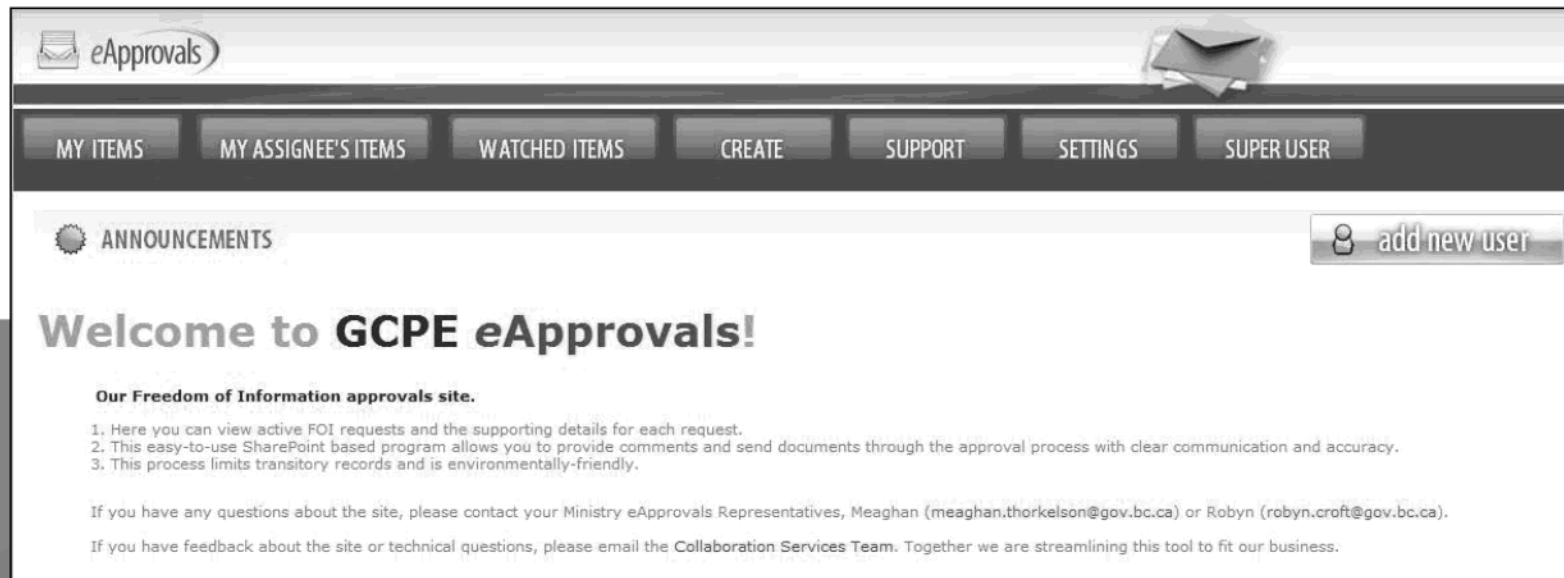 eApprovals
MY ITEMS MY ASSIGNEE'S ITEMS WATCHED ITEMS CREATE SUPPORT SETTINGS SUPER USER
ANNOUNCEMENTS
add new user
Welcome to GCPE eApprovals!
Our Freedom of Information approvals site.
1. Here you can view active FOI requests and the supporting details for each request.
2. This easy-to-use SharePoint based program allows you to provide comments and send documents through the approval process with clear communication and accuracy.
3. This process limits transitory records and is environmentally-friendly.
If you have any questions about the site, please contact your Ministry eApprovals Representatives, Meaghan (meaghan.thorkelson@gov.bc.ca) or Robyn (robyn.croft@gov.bc.ca).
If you have feedback about the site or technical questions, please email the Collaboration Services Team. Together we are streamlining this tool to fit our business.